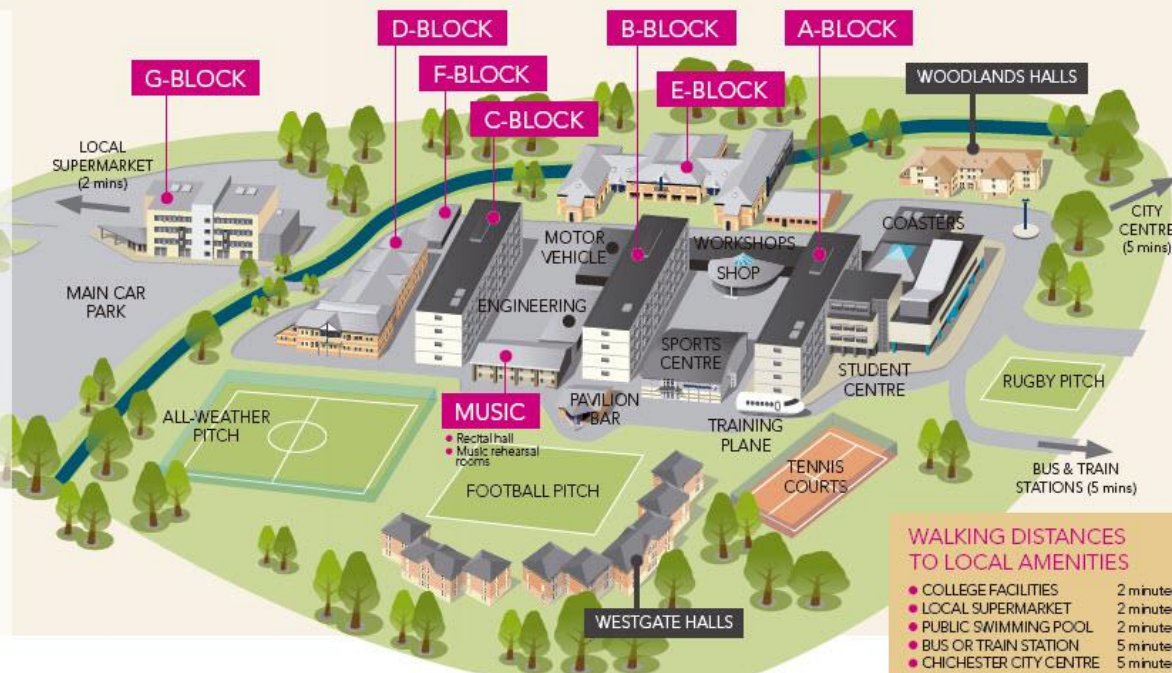 D-BLOCK
B-BLOCK
A-BLOCK
F-BLOCK
G-BLOCK
E-BLOCK
WOODLANDS HALLS
C-BLOCK
LOCAL
SUPERMARKET
(2 mins)
CITY
CENTRE
(5 mins)
COASTERS
MOTOR
VEHICLE
WORKSHOPS
SHOP
MAIN CAR
PARK
ENGINEERING
SPORTS
CENTRE
STUDENT
CENTRE
RUGBY PITCH
MUSIC
• Recital hall
• Music rehearsal
rooms
PAVILION
BAR
ALL-WEATHER
PITCH
TRAINING
PLANE
TENNIS
COURTS
BUS & TRAIN
STATIONS (5 mins)
FOOTBALL PITCH
WESTGATE HALLS
WALKING DISTANCES
TO LOCAL AMENITIES
• COLLEGE FACILITIES 2 minute
• LOCAL SUPERMARKET 2 minute
• PUBLIC SWIMMING POOL 2 minute
• BUS OR TRAIN STATION 5 minute
• CHICHESTER CITY CENTRE 5 minute